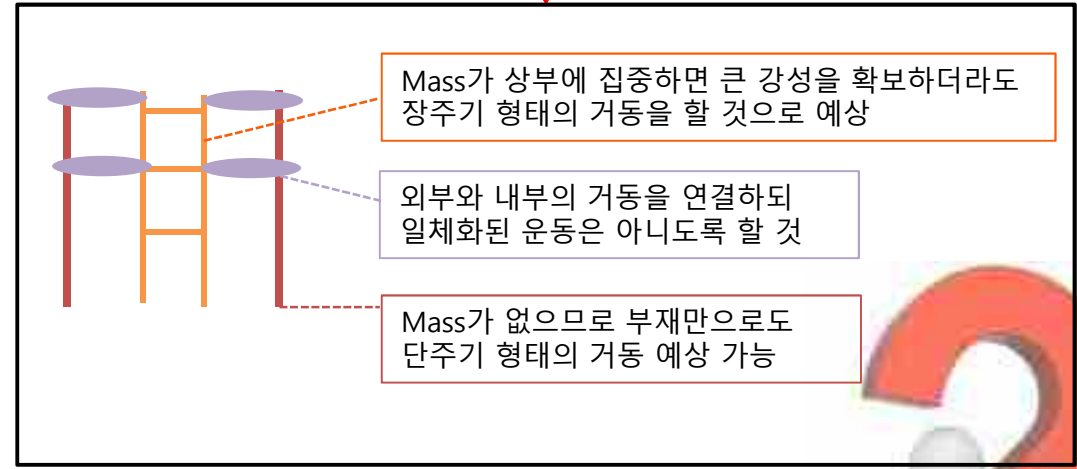 Mass가 상부에 집중하면 큰 강성을 확보하더라도
장주기 형태의 거동을 할 것으로 예상
외부와 내부의 거동을 연결하되
일체화된 운동은 아니도록 할 것
Mass가 없으므로 부재만으로도
단주기 형태의 거동 예상 가능